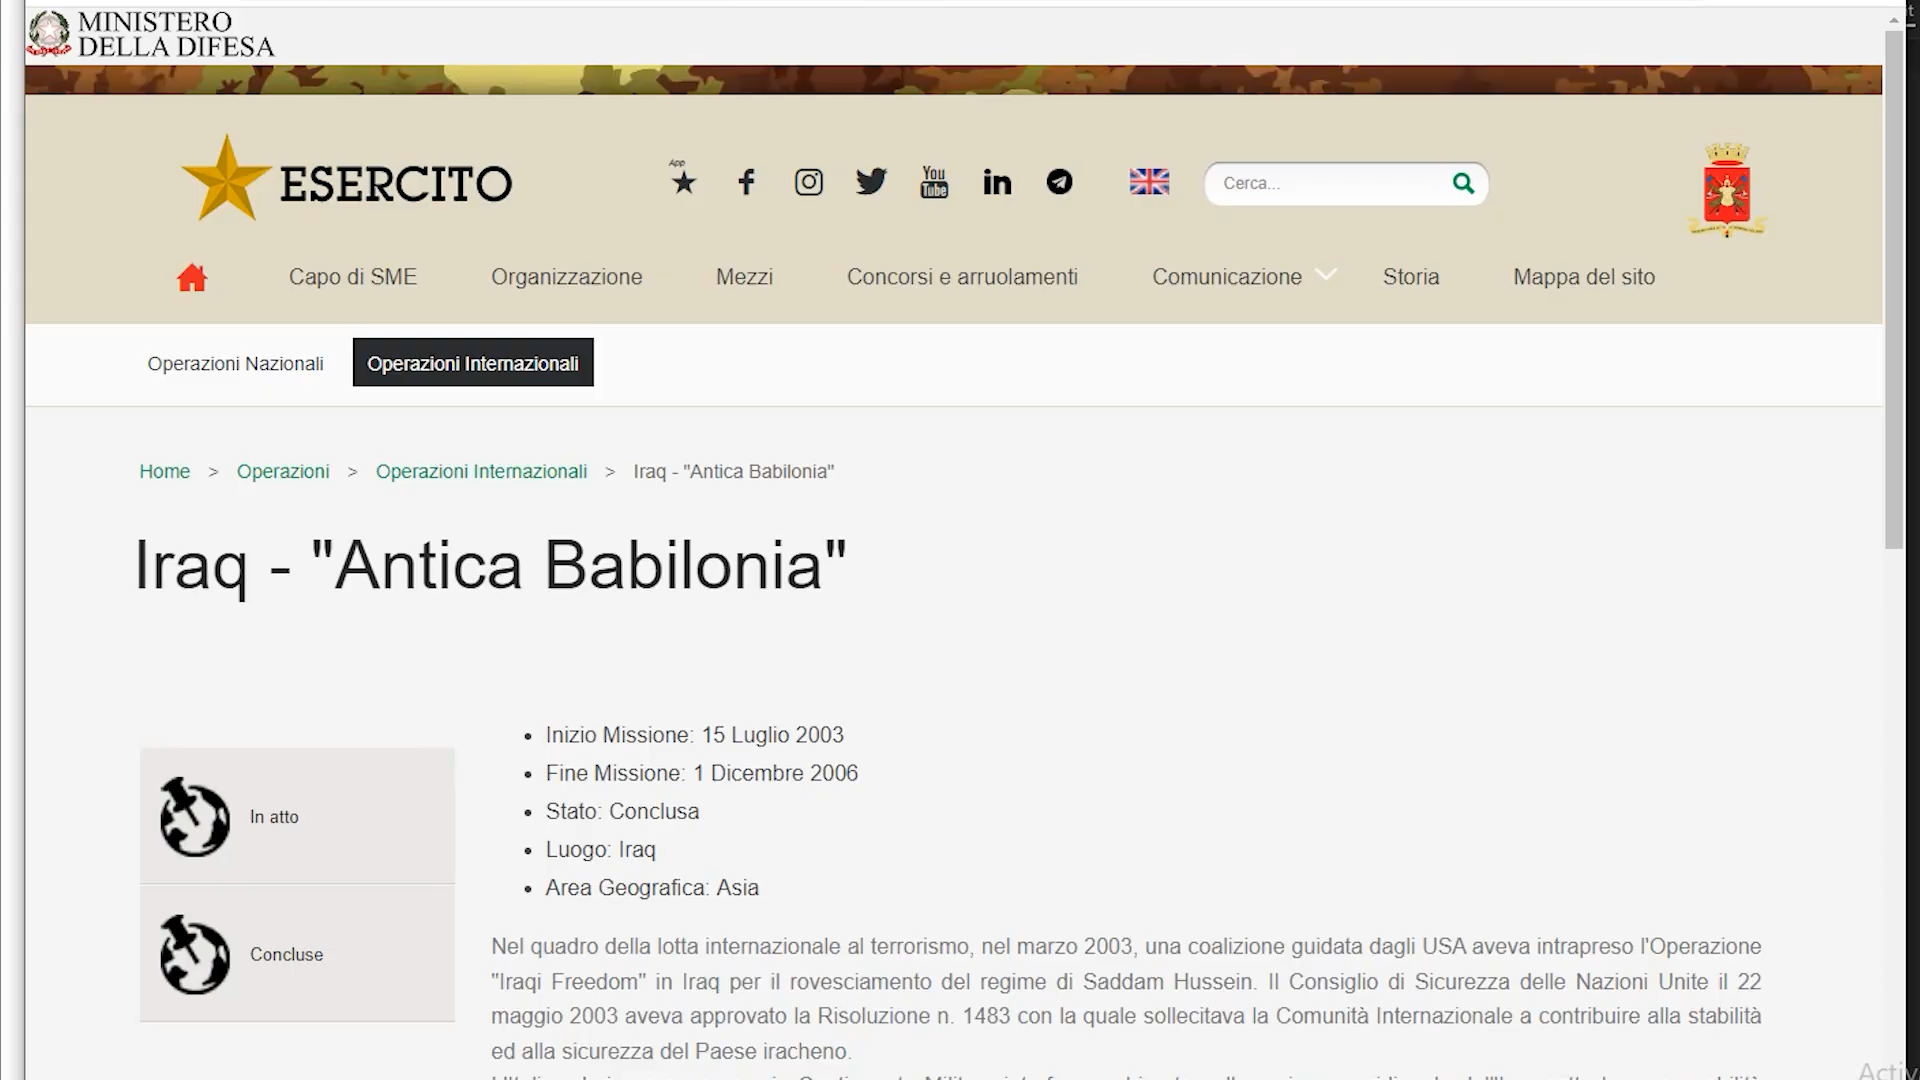 MINISTERO
DELLA DIFESA
ESERCITO
App
You
Tube
in
Cerca...
Capo di SME
Organizzazione
Mezzi
Concorsi e arruolamenti
Comunicazione
Storia
Mappa del sito
Operazioni Nazionali
Operazioni Internazionali
Home > Operazioni > Operazioni Internazionali > Iraq - "Antica Babilonia"
Iraq - "Antica Babilonia"
In atto
Concluse
• Inizio Missione: 15 Luglio 2003
• Fine Missione: 1 Dicembre 2006
• Stato: Conclusa
• Luogo: Iraq
• Area Geografica: Asia
Nel quadro della lotta internazionale al terrorismo, nel marzo 2003, una coalizione guidata dagli USA aveva intrapreso l'Operazione
"Iraqi Freedom" in Iraq per il rovesciamento del regime di Saddam Hussein. Il Consiglio di Sicurezza delle Nazioni Unite il 22
maggio 2003 aveva approvato la Risoluzione n. 1483 con la quale sollecitava la Comunità Internazionale a contribuire alla stabilità
ed alla sicurezza del Paese iracheno.